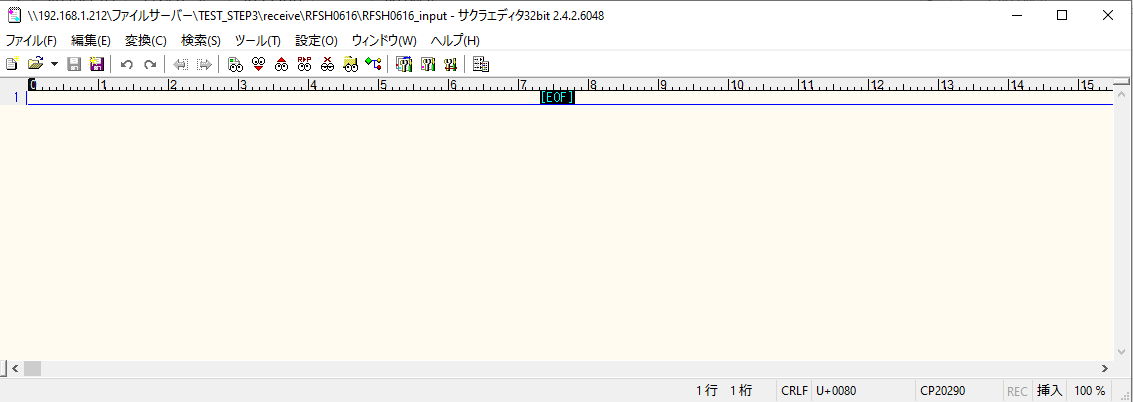 \\192.168.1.212\ファイルサーバー\TEST_STEP3\receive\RFSH0616\RFSH0616_input - サクラエディタ32bit 2.4.2.6048
ファイル(F) 編集(E) 変換(C) 検索(S) ツール(T) 設定(O) ウィンドウ(W) ヘルプ(H)
0 1 2 3 4 5 6 7 8 9 10 11 12 13 14 15
1 [EOF]
1 行 1 桁 CRLF U+0080 CP20290 REC 挿入 100 %